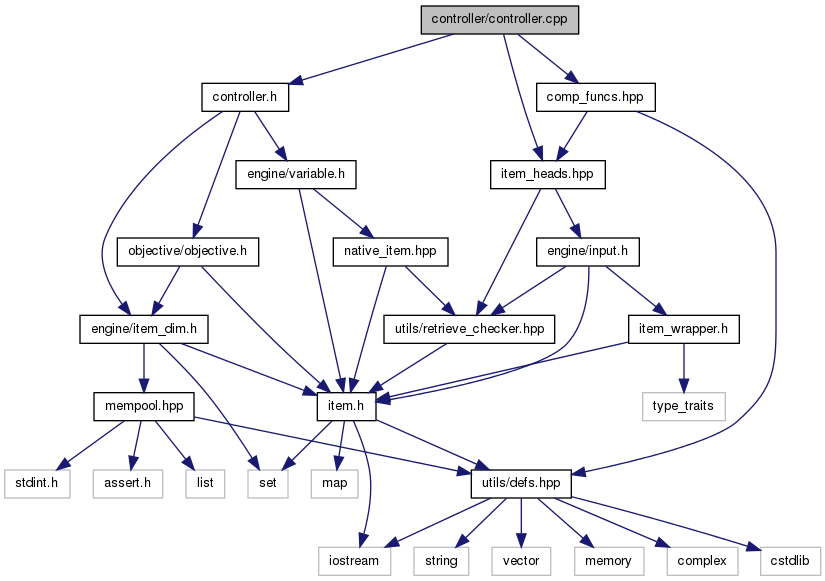 controller/controller.cpp
controller.h
comp_funcs.hpp
engine/variable.h
item_heads.hpp
objective/objective.h
native_item.hpp
engine/input.h
engine/item_dim.h
utils/retrieve_checker.hpp
item_wrapper.h
mempool.hpp
item.h
type_traits
stdint.h
assert.h
list
set
map
utils/defs.hpp
iostream
string
vector
memory
complex
cstdlib